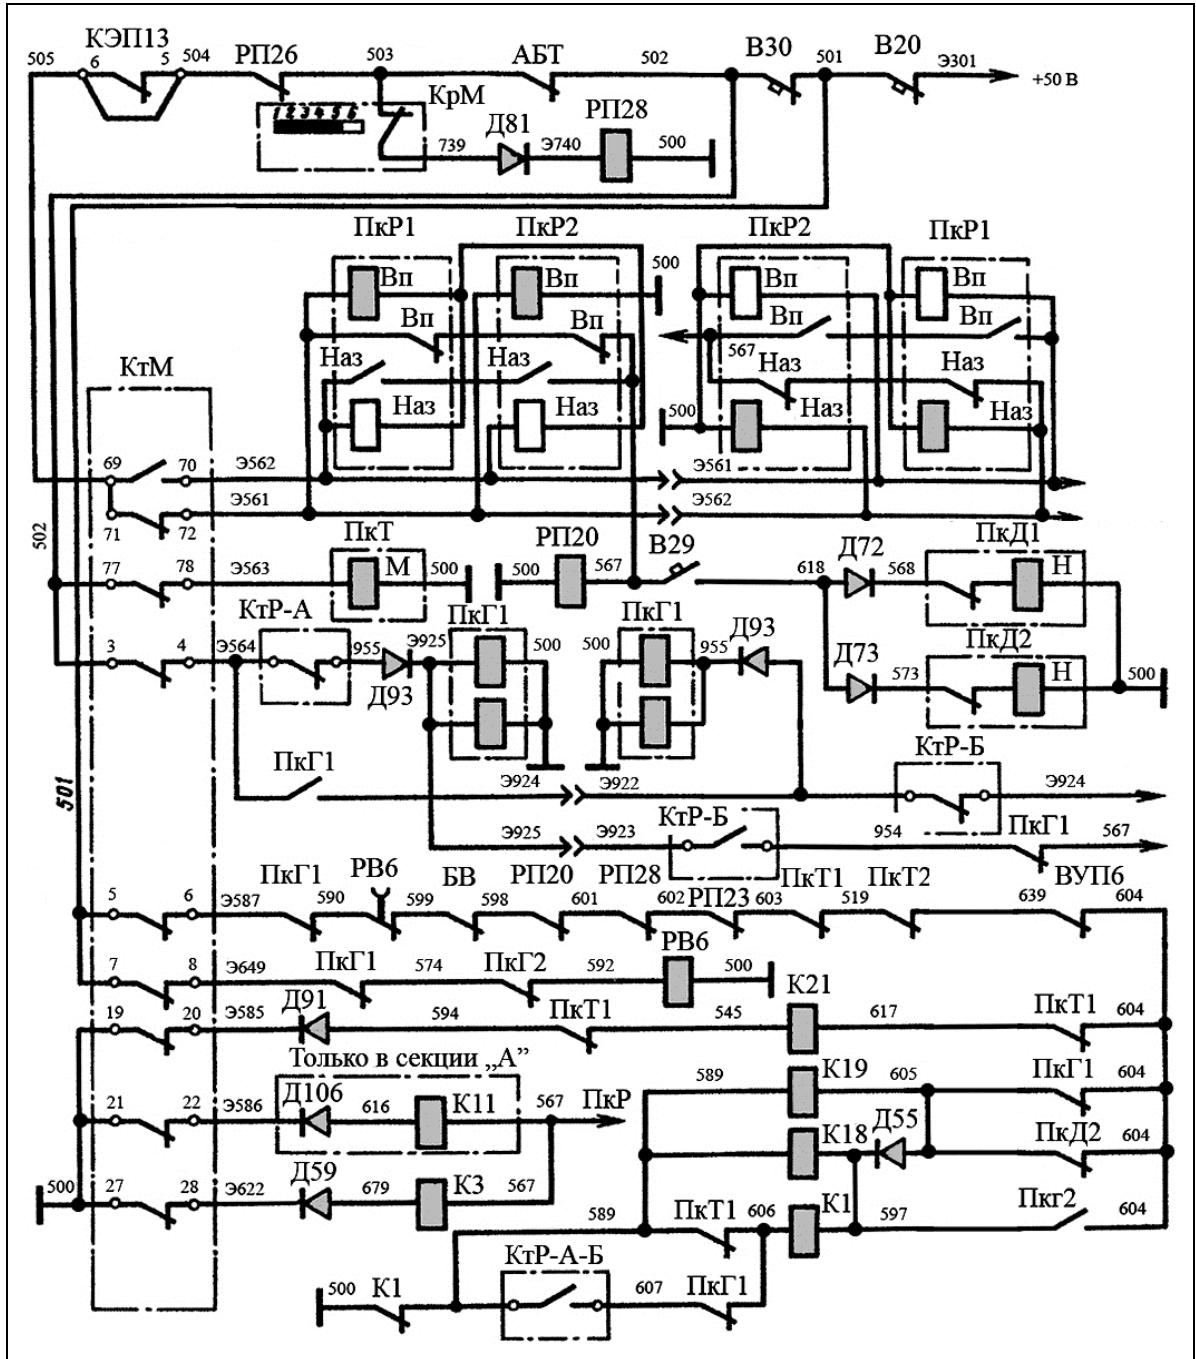 505 КЭП13 504 РП26 503 АБТ 502 В30 501 В20 Э301
6 5 +50 В
1 2 3 4 5 6 КрМ Д81 РП28
739 Э740 500
ПкР1 ПкР2 ПкР2 ПкР1
Вп Вп 500 Вп Вп
Вп Вп Вп Вп
567
КтМ Наз Наз Наз Наз
Наз Наз 500 Наз Наз
69 70 Э562 Э561
Э561 Э562
71 72
502
ПкТ РП20 В29 Д72 ПкД1
77 78 Э563 М 500 500 567 618 568 Н
КтР-А ПкГ1 ПкГ1 Д93 ПкД2
3 4 Э564 955 Э925 500 500 955 Д73 573 Н 500
Д93
КтР-Б
ПкГ1 Э924 Э922 Э924
501
Э925 Э923 КтР-Б 954 ПкГ1 567
ПкГ1 РВ6 БВ РП20 РП28 ПкТ1 ПкТ2 ВУП6
5 6 Э587 590 599 598 601 602 РП23 603 519 639 604
ПкГ1 ПкГ2 РВ6
7 8 Э649 574 592 500
К21
19 20 Э585 Д91 594 ПкТ1 545 617 ПкТ1 604
Только в секции „А”
589 К19 605 ПкГ1 604
Д106
21 22 Э586 616 К11 567 ПкР
К18 Д55 ПкД2 604
Д59
500 27 28 Э622 679 К3 567
589 ПкТ1 606 К1 597 Пкг2 604
КтР-А-Б
500 К1 607 ПкГ1